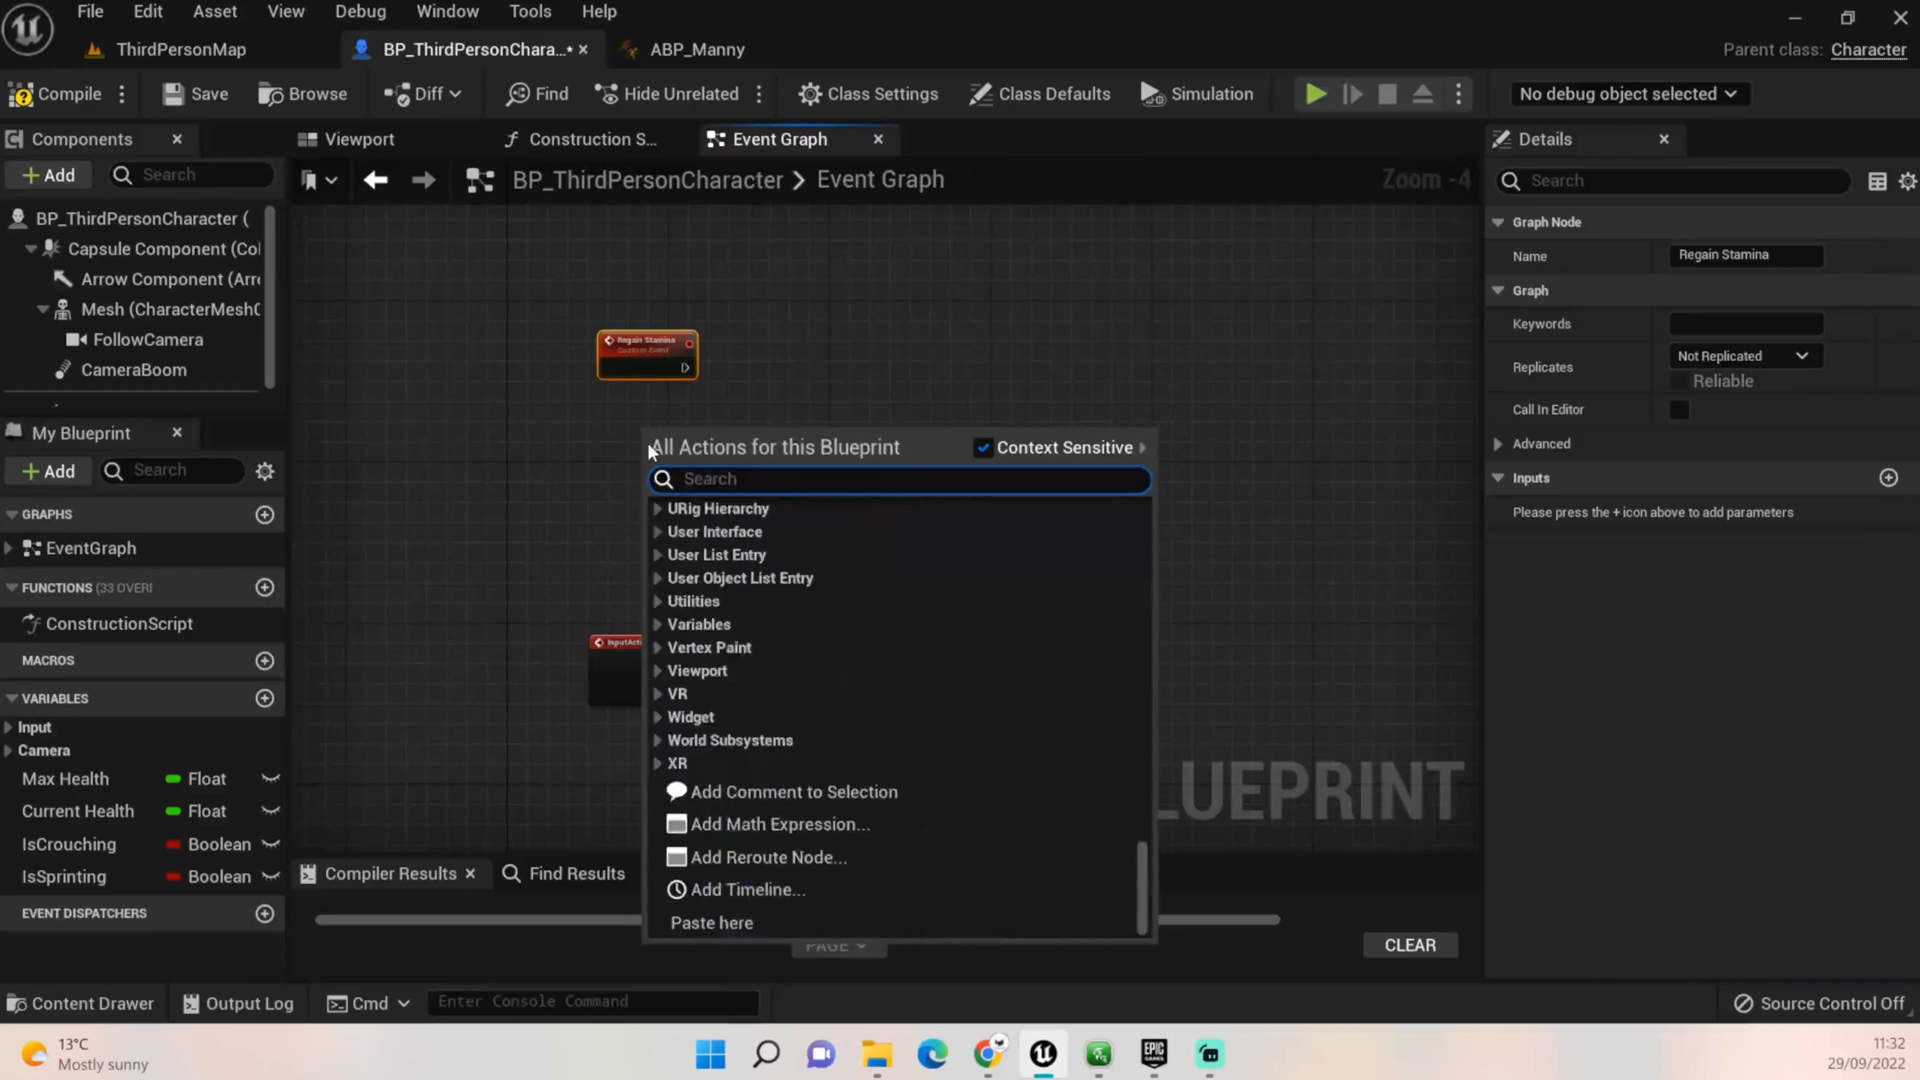 File Edit Asset View Debug Window Tools Help
ThirdPersonMap
BP_ThirdPersonChara...•
ABP_Manny
Parent class: Character
Compile
Save
Browse
Diff
Find
Hide Unrelated
Class Settings
Class Defaults
Simulation
No debug object selected
Components
Viewport
Construction S...
Event Graph
Details
Add
Search
BP_ThirdPersonCharacter > Event Graph
Zoom -4
Search
BP_ThirdPersonCharacter (
Capsule Component (Col
Arrow Component (Arr
Mesh (CharacterMesh
FollowCamera
CameraBoom
Graph Node
Name
Regain Stamina
Graph
Keywords
Replicates
Not Replicated
Reliable
Call In Editor
Advanced
Inputs
Please press the + icon above to add parameters
Regain Stamina
Custom Event
InputActi
My Blueprint
Add
Search
GRAPHS
EventGraph
FUNCTIONS (33 OVERI
ConstructionScript
MACROS
VARIABLES
Input
Camera
Max Health Float
Current Health Float
IsCrouching Boolean
IsSprinting Boolean
EVENT DISPATCHERS
All Actions for this Blueprint
Context Sensitive
Search
URig Hierarchy
User Interface
User List Entry
User Object List Entry
Utilities
Variables
Vertex Paint
Viewport
VR
Widget
World Subsystems
XR
Add Comment to Selection
Add Math Expression...
Add Reroute Node...
Add Timeline...
Paste here
LUEPRINT
Compiler Results
Find Results
PAGE
CLEAR
Content Drawer
Output Log
Cmd
Enter Console Command
Source Control Off
13°C
Mostly sunny
EPIC
GAMES
11:32
29/09/2022